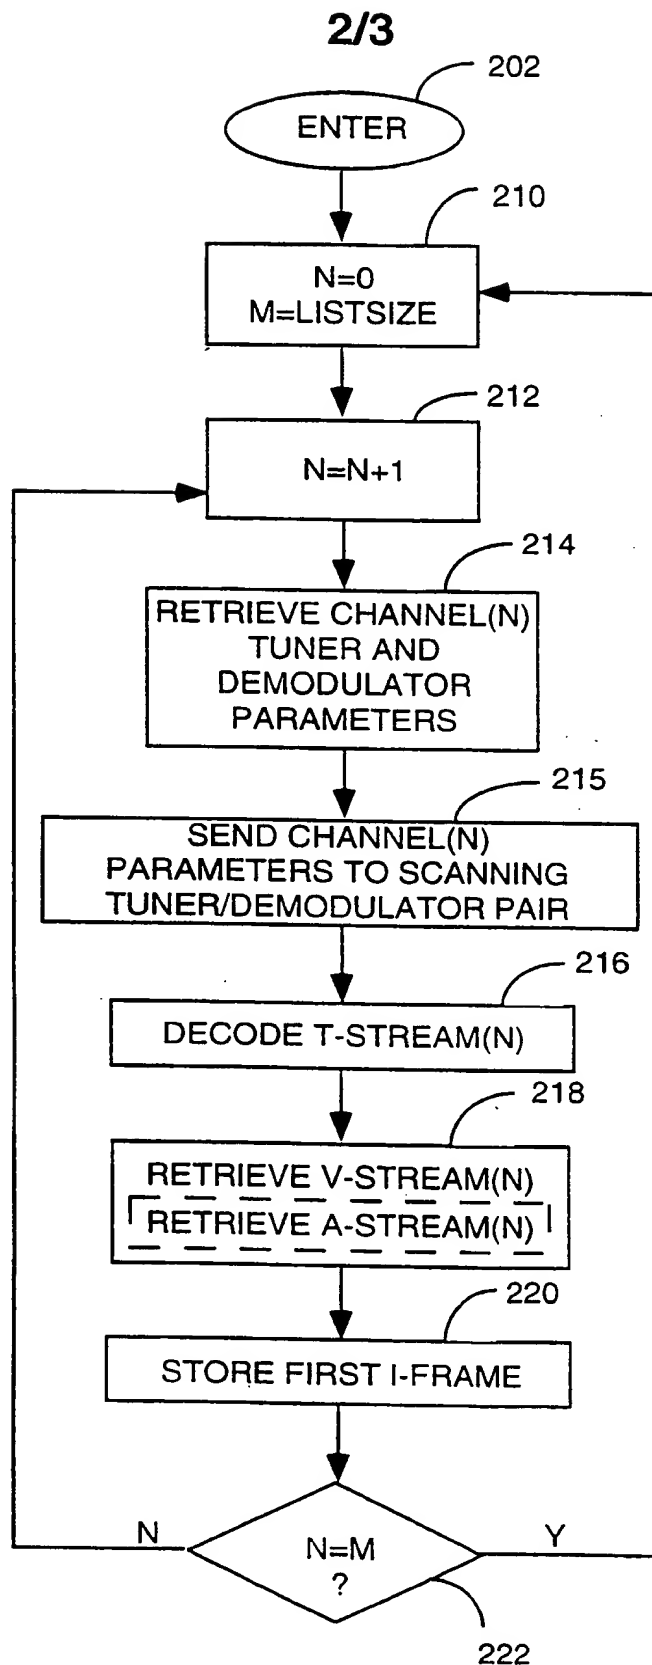 2/3
202
ENTER
210
N=0
M=LISTSIZE
212
N=N+1
214
RETRIEVE CHANNEL(N)
TUNER AND
DEMODULATOR
PARAMETERS
215
SEND CHANNEL(N)
PARAMETERS TO SCANNING
TUNER/DEMODULATOR PAIR
216
DECODE T-STREAM(N)
218
RETRIEVE V-STREAM(N)
RETRIEVE A-STREAM(N)
220
STORE FIRST I-FRAME
N
N=M
?
Y
222